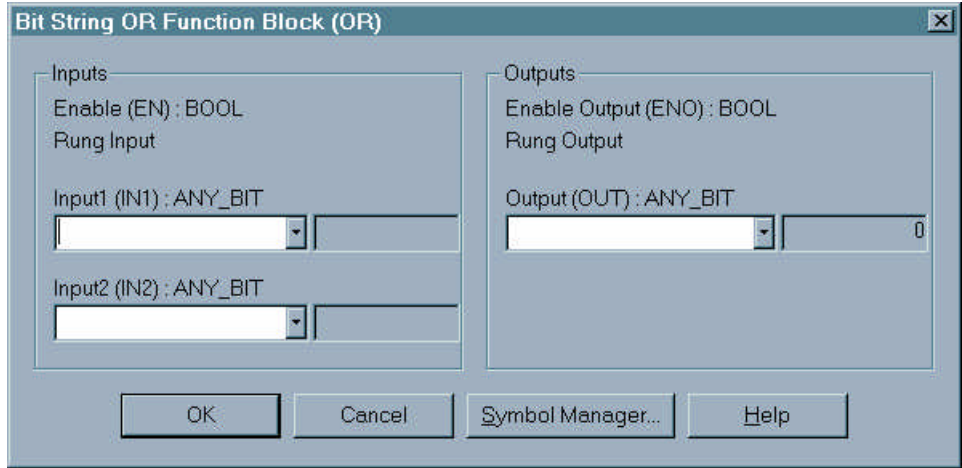 Bit String OR Function Block (OR)
Inputs
Enable (EN) : BOOL
Rung Input
Input1 (IN1) : ANY_BIT
Input2 (IN2) : ANY_BIT
Outputs
Enable Output (ENO) : BOOL
Rung Output
Output (OUT) : ANY_BIT
0
OK
Cancel
Symbol Manager...
Help